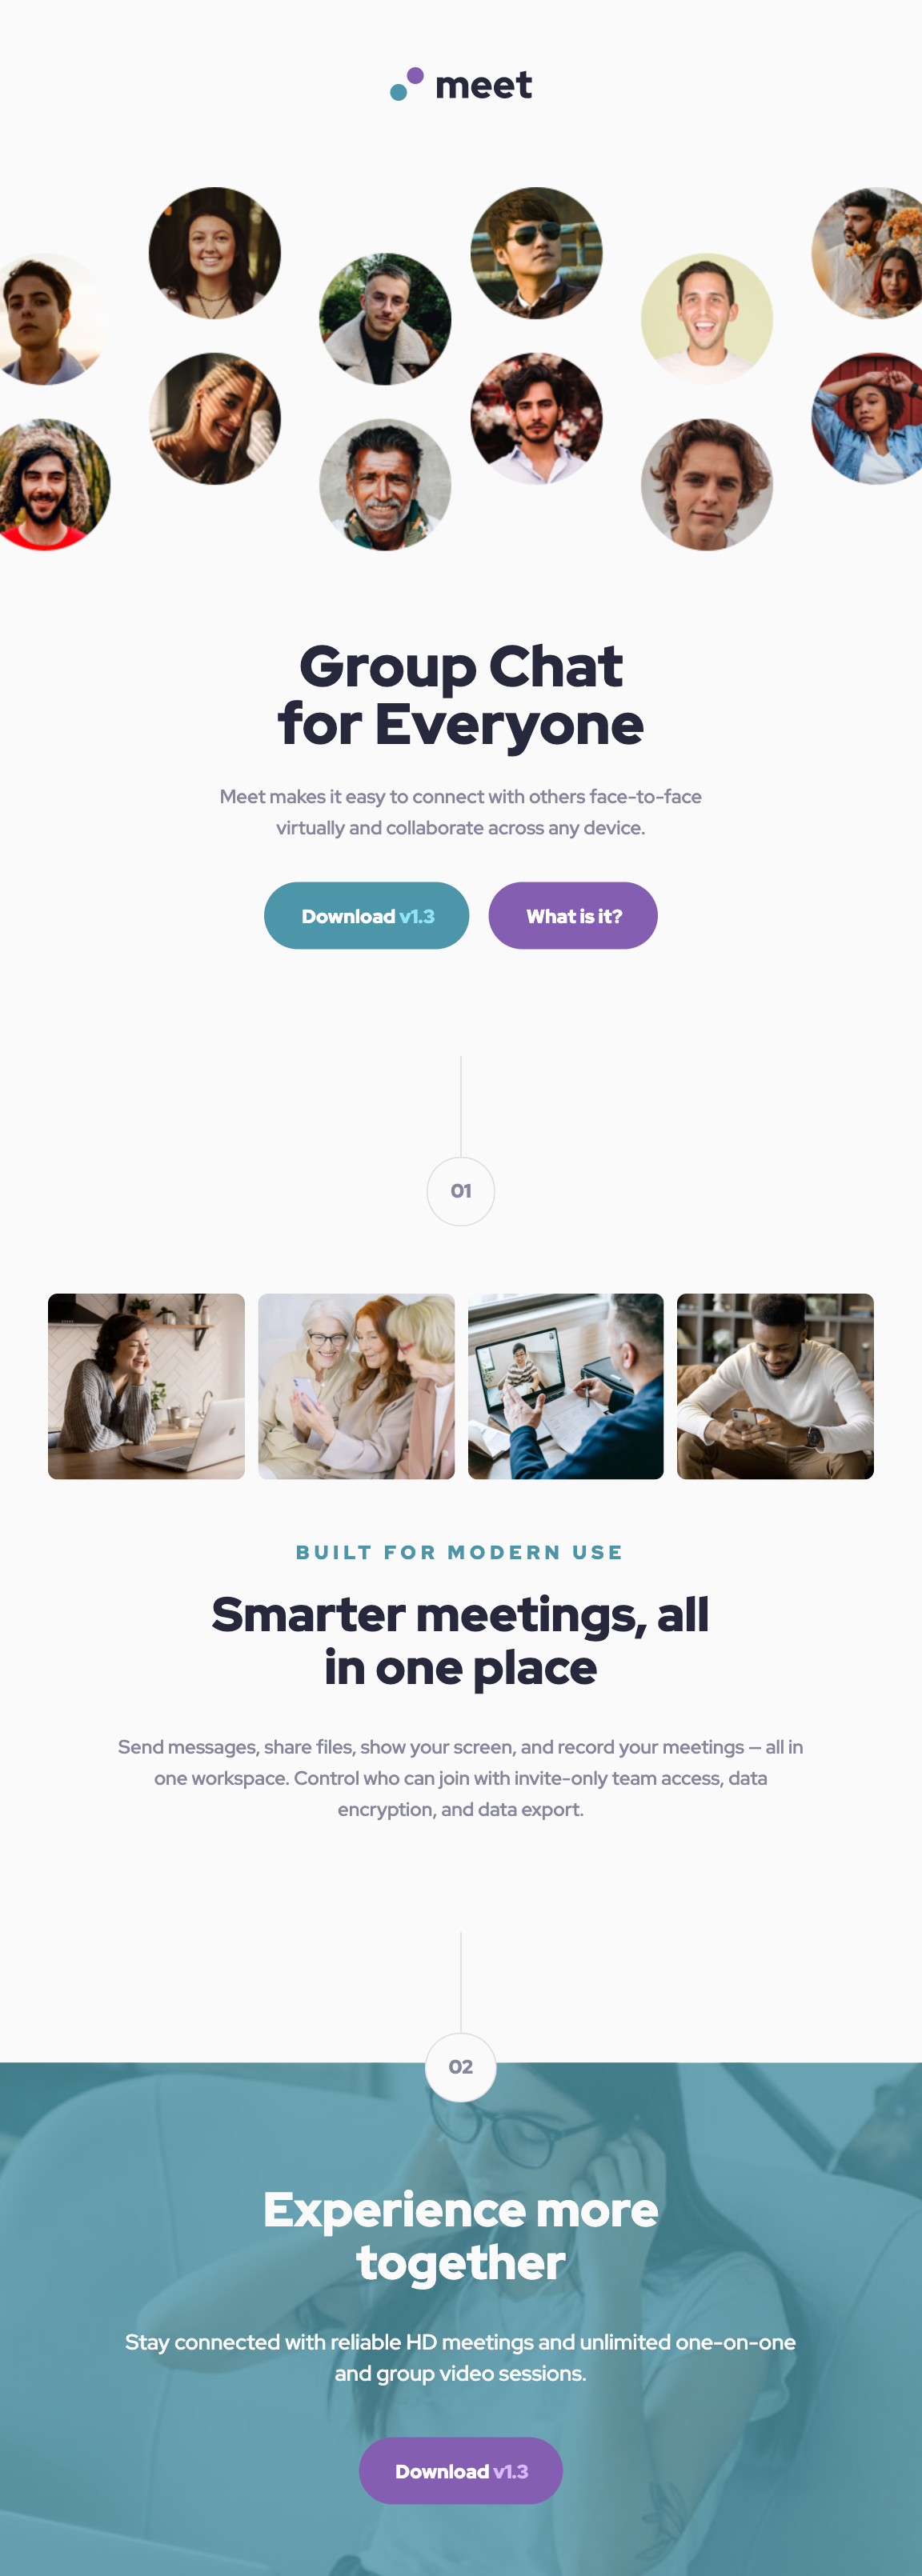 meet
Group Chat
for Everyone
Meet makes it easy to connect with others face-to-face
virtually and collaborate across any device.
Download v1.3
What is it?
01
BUILT FOR MODERN USE
Smarter meetings, all
in one place
Send messages, share files, show your screen, and record your meetings — all in
one workspace. Control who can join with invite-only team access, data
encryption, and data export.
02
Experience more
together
Stay connected with reliable HD meetings and unlimited one-on-one
and group video sessions.
Download v1.3